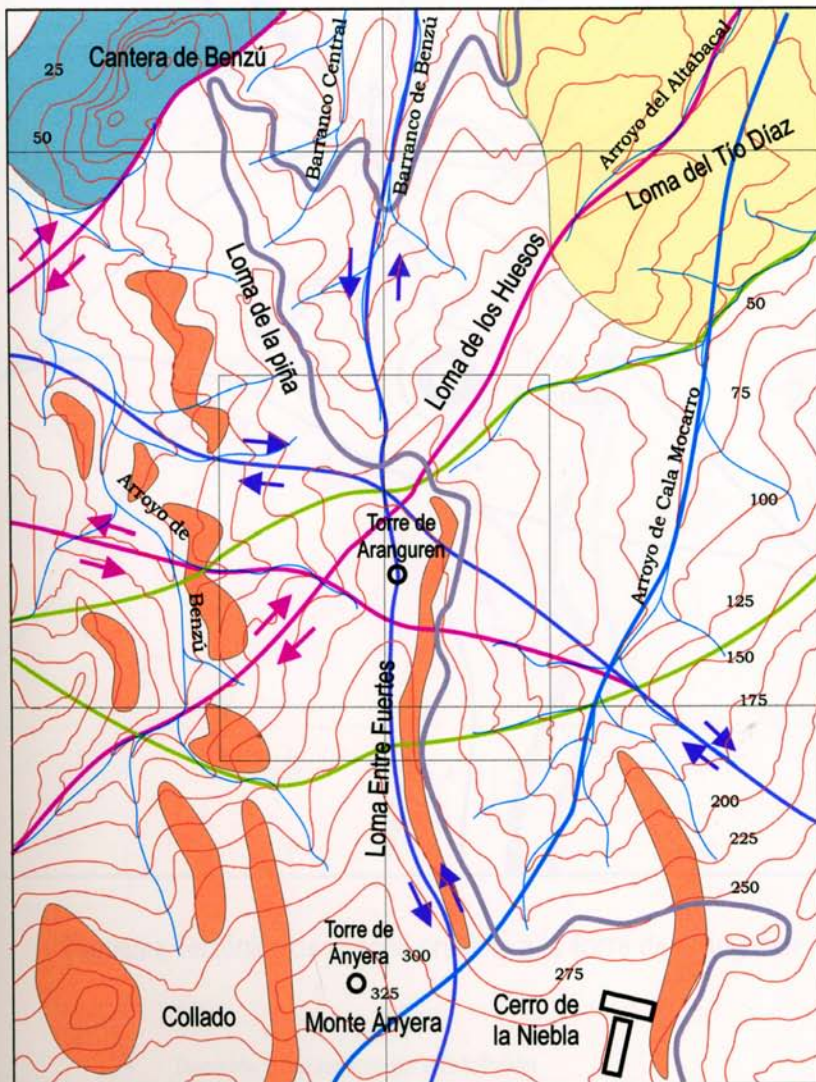 Cantera de Benzú
25
50
Barranco Central
Barranco de Benzú
Arroyo del Altabacal
Loma del Tío Díaz
Loma de la piña
Loma de los Huesos
50
75
100
Arroyo de Cala Mocarro
Arroyo de
Benzú
Torre de
Aranguren
125
150
175
Loma Entre Fuertes
200
225
250
Torre de
Ányera
300
325
275
Collado
Monte Ányera
Cerro de
la Niebla